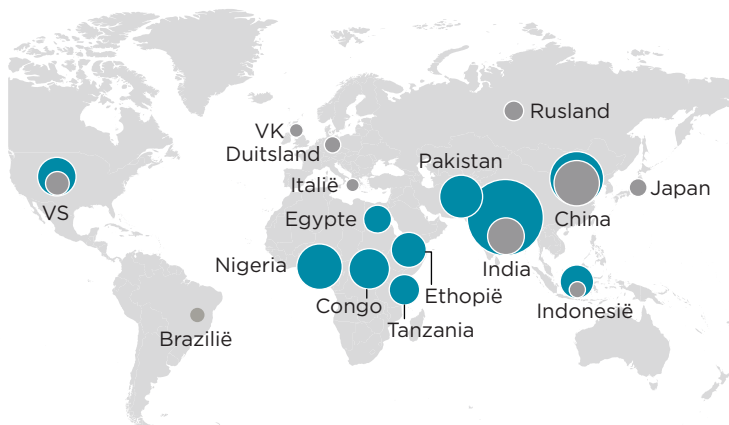 Rusland
VK
Duitsland
Pakistan
Italië
Japan
VS
Egypte
China
Nigeria
India
Ethopië
Congo
Indonesië
Tanzania
Brazilië